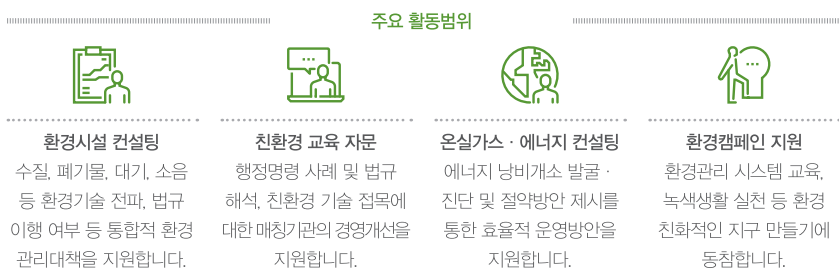 주요 활동범위
환경시설 컨설팅
수질, 폐기물, 대기, 소음
등 환경기술 전파, 법규
이행 여부 등 통합적 환경
관리대책을 지원합니다.
친환경 교육 자문
행정명령 사례 및 법규
해석, 친환경 기술 접목에
대한 매칭기관의 경영개선을
지원합니다.
온실가스 · 에너지 컨설팅
에너지 낭비개소 발굴 ·
진단 및 절약방안 제시를
통한 효율적 운영방안을
지원합니다.
환경캠페인 지원
환경관리 시스템 교육,
녹색생활 실천 등 환경
친화적인 지구 만들기에
동참합니다.